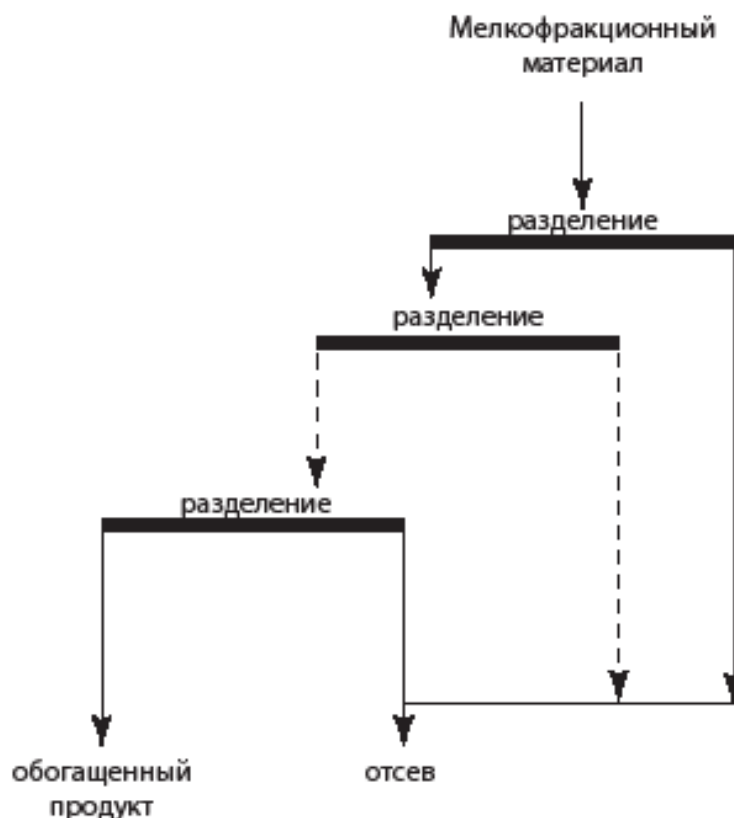 Мелкофракционный
материал
разделение
разделение
разделение
обогащенный
продукт
отсев